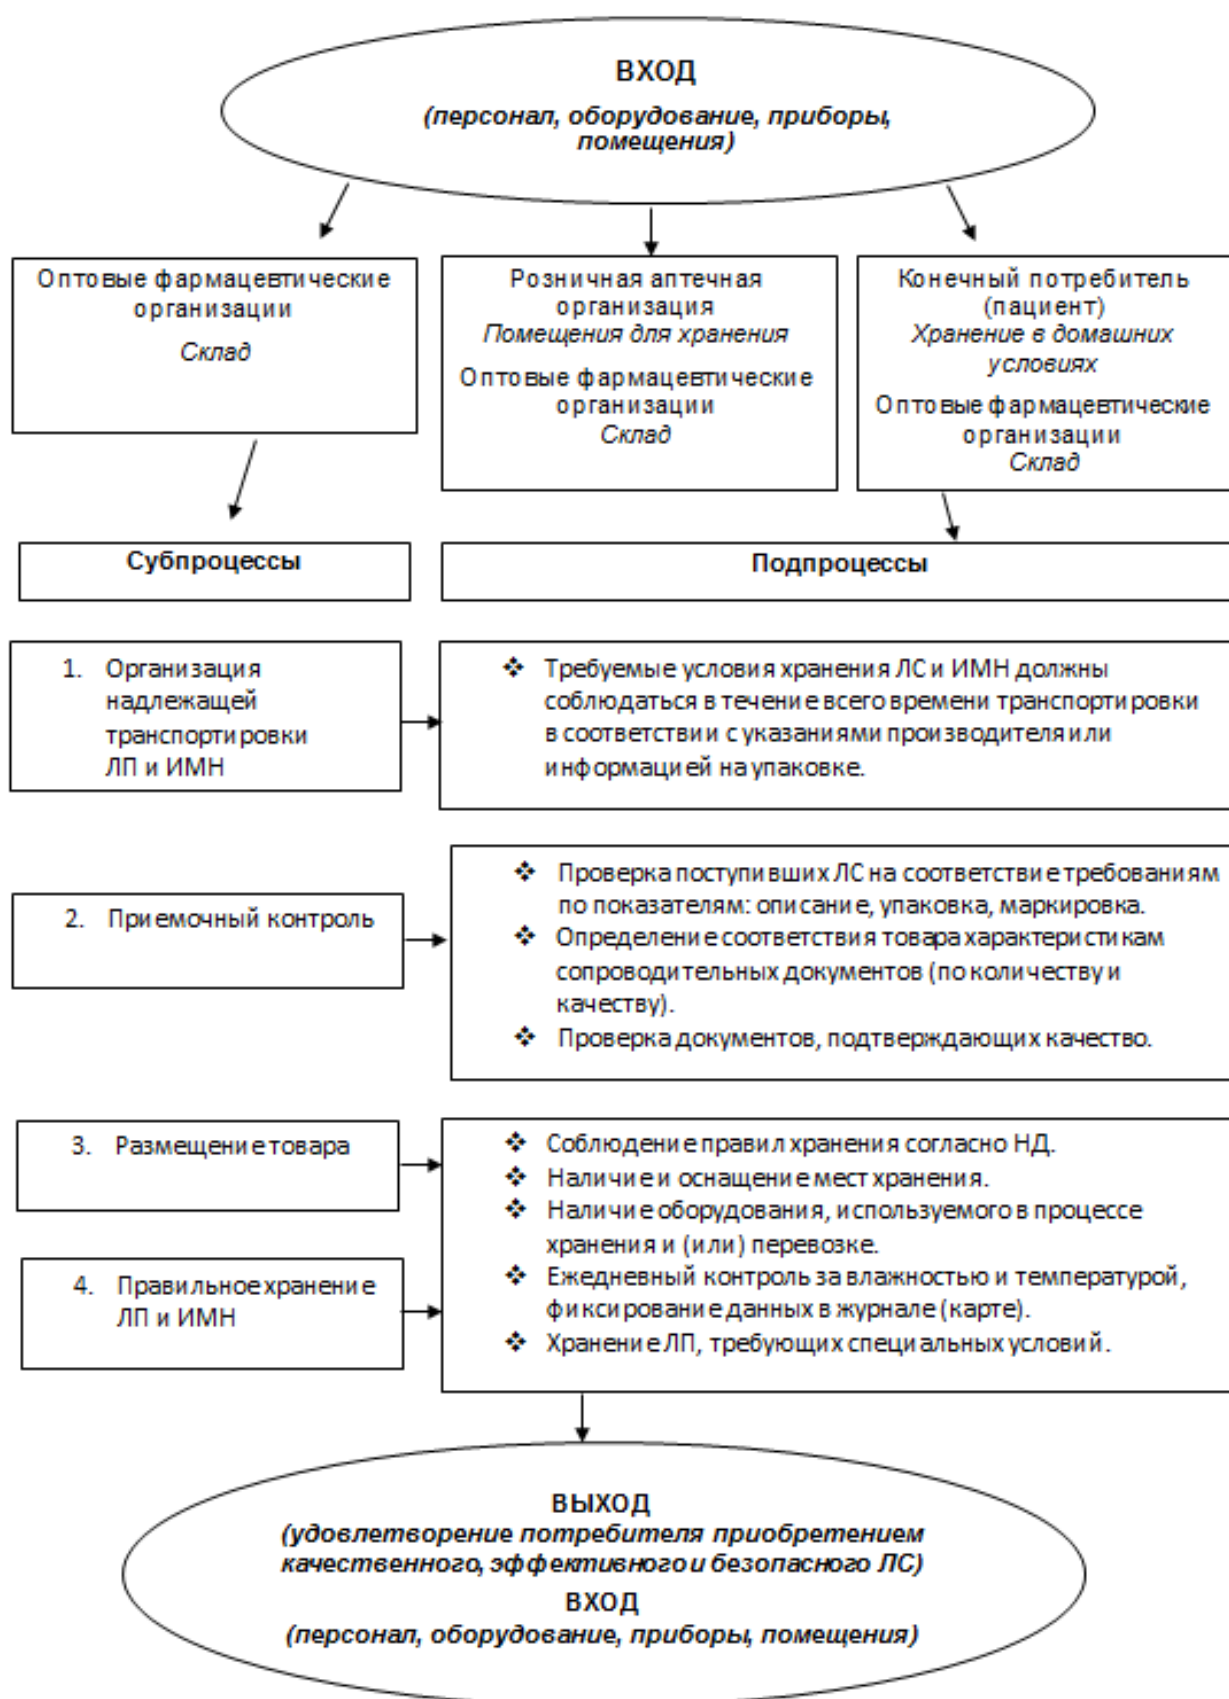 ВХОД
(персонал, оборудование, приборы,
помещения)
Оптовые фармацевтические
организации
Склад
Розничная аптечная
организация
Помещения для хранения
Оптовые фармацевтические
организации
Склад
Конечный потребитель
(пациент)
Хранение в домашних
условиях
Оптовые фармацевтические
организации
Склад
Субпроцессы
Подпроцессы
1. Организация
надлежащей
транспортировки
ЛП и ИМН
❖ Требуемые условия хранения ЛС и ИМН должны
соблюдаться в течение всего времени транспортировки
в соответствии с указаниями производителя или
информацией на упаковке.
2. Приемочный контроль
❖ Проверка поступивших ЛС на соответствие требованиям
по показателям: описание, упаковка, маркировка.
❖ Определение соответствия товара характеристикам
сопроводительных документов (по количеству и
качеству).
❖ Проверка документов, подтверждающих качество.
3. Размещение товара
4. Правильное хранение
ЛП и ИМН
❖ Соблюдение правил хранения согласно НД.
❖ Наличие и оснащение мест хранения.
❖ Наличие оборудования, используемого в процессе
хранения и (или) перевозке.
❖ Ежедневный контроль за влажностью и температурой,
фиксирование данных в журнале (карте).
❖ Хранение ЛП, требующих специальных условий.
ВЫХОД
(удовлетворение потребителя приобретением
качественного, эффективного и безопасного ЛС)
ВХОД
(персонал, оборудование, приборы, помещения)